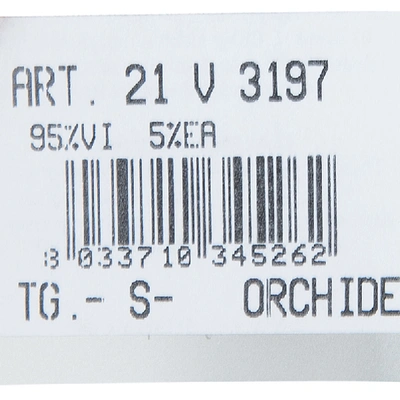 ART. 21 V 3197
95%VI 5%EA
8 033710 345262
TG.- S- ORCHIDE